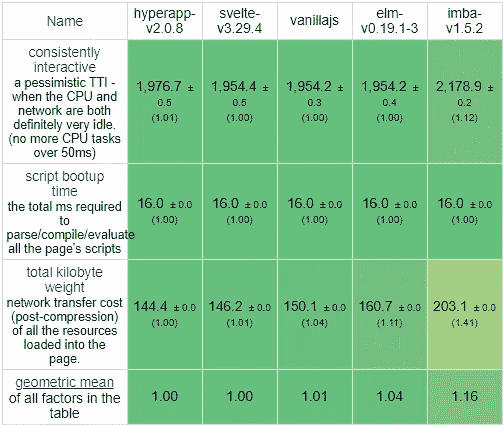 Name hyperapp-v2.0.8 svelte-v3.29.4 vanillajs elm-v0.19.1-3 imba-v1.5.2
consistently
interactive
a pessimistic TTI -
when the CPU and
network are both
definitely very idle.
(no more CPU tasks
over 50ms)
1,976.7 ± 0.5 (1.01)
1,954.4 ± 0.5 (1.00)
1,954.2 ± 0.3 (1.00)
1,954.2 ± 0.4 (1.00)
2,178.9 ± 0.2 (1.12)
script bootup
time
the total ms required
to
parse/compile/evaluate
all the page's scripts
16.0 ± 0.0 (1.00)
16.0 ± 0.0 (1.00)
16.0 ± 0.0 (1.00)
16.0 ± 0.0 (1.00)
16.0 ± 0.0 (1.00)
total kilobyte
weight
network transfer cost
(post-compression)
of all the resources
loaded into the
page.
144.4 ± 0.0 (1.00)
146.2 ± 0.0 (1.01)
150.1 ± 0.0 (1.04)
160.7 ± 0.0 (1.11)
203.1 ± 0.0 (1.41)
geometric mean
of all factors in the
table
1.00
1.00
1.01
1.04
1.16